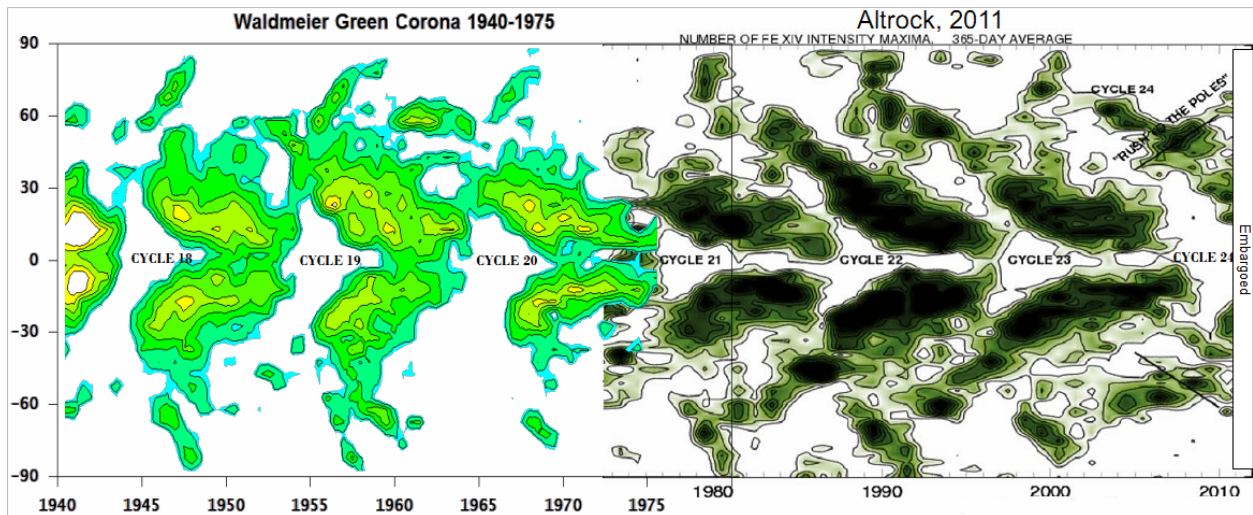 Waldmeier Green Corona 1940-1975
Altrock, 2011
NUMBER OF FE XIV INTENSITY MAXIMA. 365-DAY AVERAGE
90
60
30
0
−30
−60
−90
CYCLE 18
CYCLE 19
CYCLE 20
CYCLE 21
CYCLE 22
CYCLE 23
CYCLE 24
CYCLE 24
"RUSH TO THE POLES"
Embarged
1940
1945
1950
1955
1960
1965
1970
1975
1980
1990
2000
2010